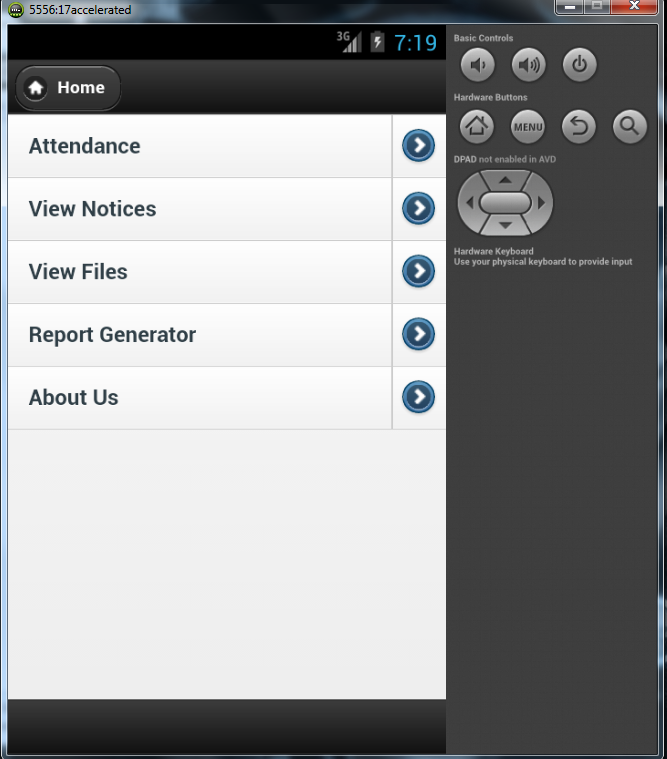 5556:17accelerated
3G 7:19
Home
Attendance
View Notices
View Files
Report Generator
About Us
Basic Controls
Hardware Buttons
MENU
DPAD not enabled in AVD
Hardware Keyboard
Use your physical keyboard to provide input